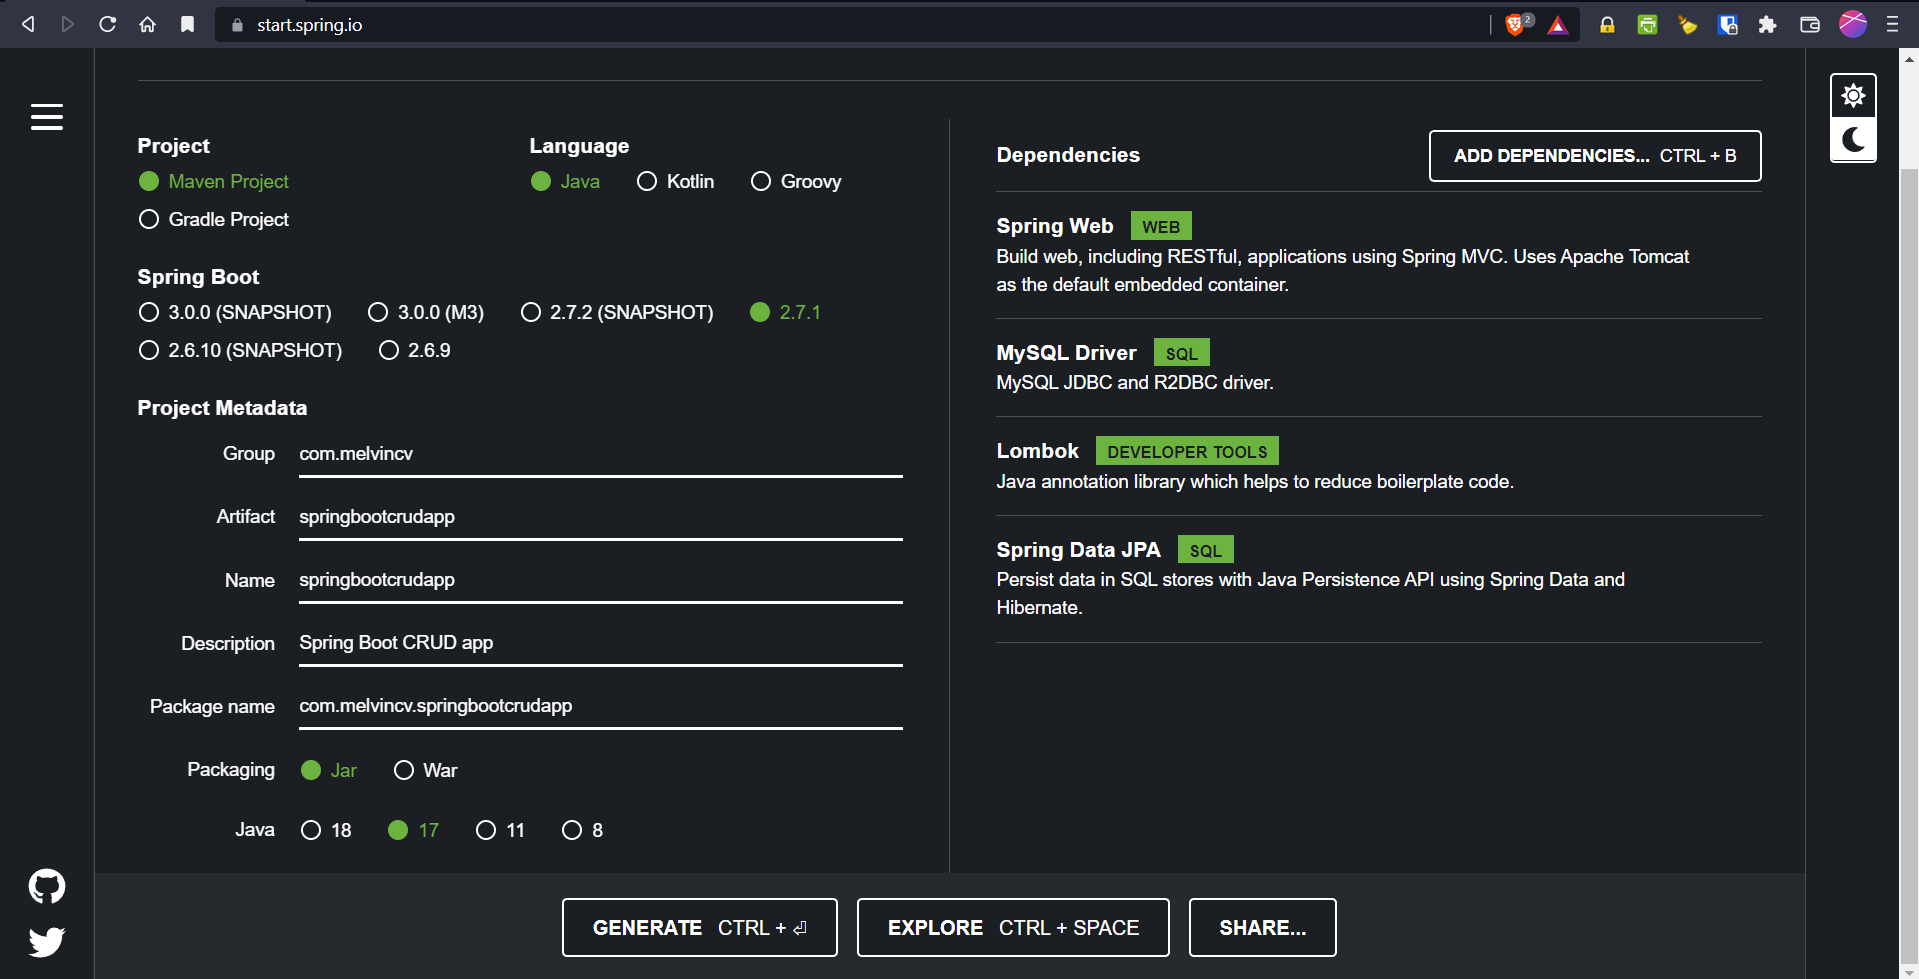 start.spring.io
2
Project
Maven Project
Gradle Project
Language
Java
Kotlin
Groovy
Spring Boot
3.0.0 (SNAPSHOT)
3.0.0 (M3)
2.7.2 (SNAPSHOT)
2.7.1
2.6.10 (SNAPSHOT)
2.6.9
Project Metadata
Group com.melvincv
Artifact springbootcrudapp
Name springbootcrudapp
Description Spring Boot CRUD app
Package name com.melvincv.springbootcrudapp
Packaging Jar War
Java 18 17 11 8
Dependencies
ADD DEPENDENCIES... CTRL + B
Spring Web WEB
Build web, including RESTful, applications using Spring MVC. Uses Apache Tomcat
as the default embedded container.
MySQL Driver SQL
MySQL JDBC and R2DBC driver.
Lombok DEVELOPER TOOLS
Java annotation library which helps to reduce boilerplate code.
Spring Data JPA SQL
Persist data in SQL stores with Java Persistence API using Spring Data and
Hibernate.
GENERATE CTRL + ⏎
EXPLORE CTRL + SPACE
SHARE...